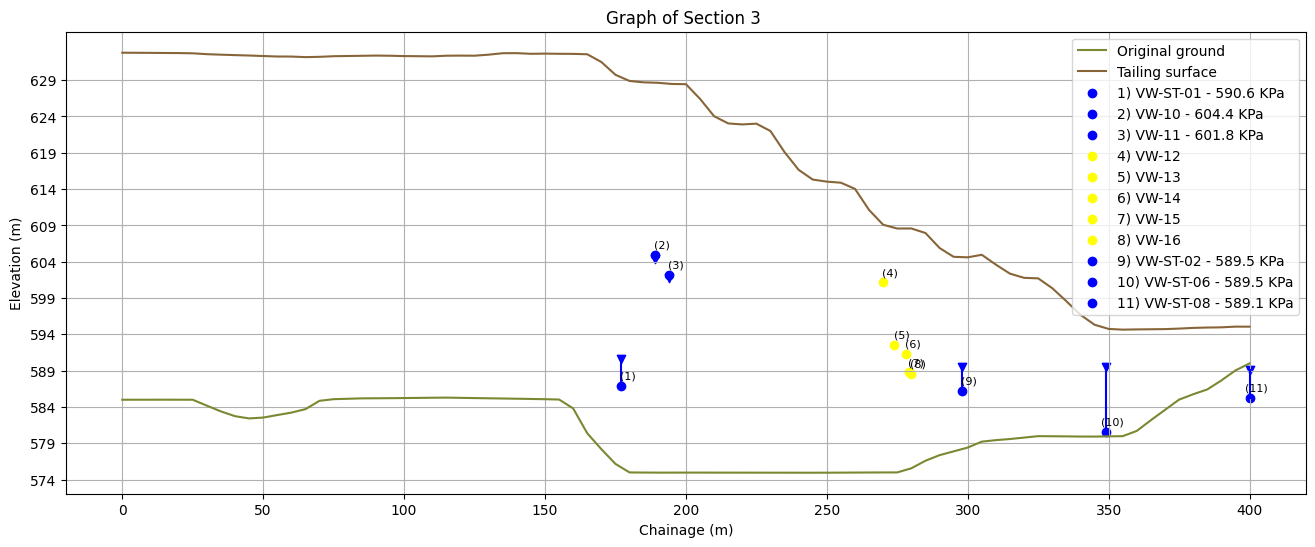 Graph of Section 3
Original ground
Tailing surface
1) VW-ST-01 - 590.6 KPa
2) VW-10 - 604.4 KPa
3) VW-11 - 601.8 KPa
4) VW-12
5) VW-13
6) VW-14
7) VW-15
8) VW-16
9) VW-ST-02 - 589.5 KPa
10) VW-ST-06 - 589.5 KPa
11) VW-ST-08 - 589.1 KPa
Elevation (m)
629
624
619
614
609
604
599
594
589
584
579
574
(2)
(3)
(4)
(5)
(6)
(7)
(8)
(1)
(9)
(11)
(10)
0 50 100 150 200 250 300 350 400
Chainage (m)